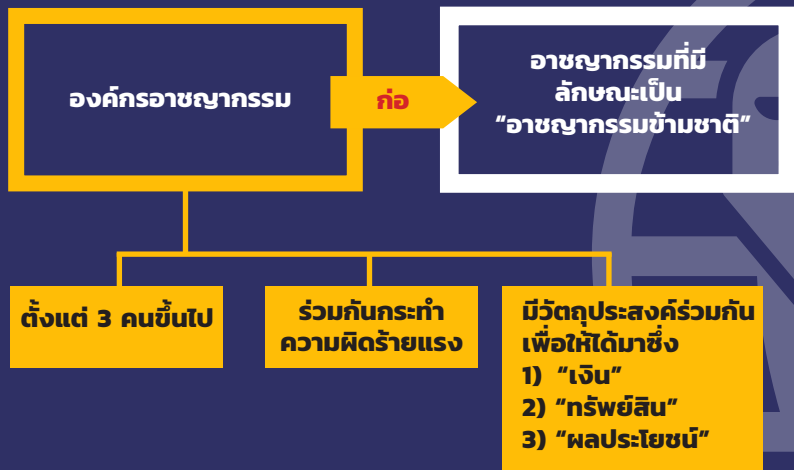 องค์กรอาชญากรรม
ก่อ
อาชญากรรมที่มี
ลักษณะเป็น
“อาชญากรรมข้ามชาติ”
ตั้งแต่ 3 คนขึ้นไป
ร่วมกันกระทำ
ความผิดร้ายแรง
มีวัตถุประสงค์ร่วมกัน
เพื่อให้ได้มาซึ่ง
1) “เงิน”
2) “ทรัพย์สิน”
3) “ผลประโยชน์”